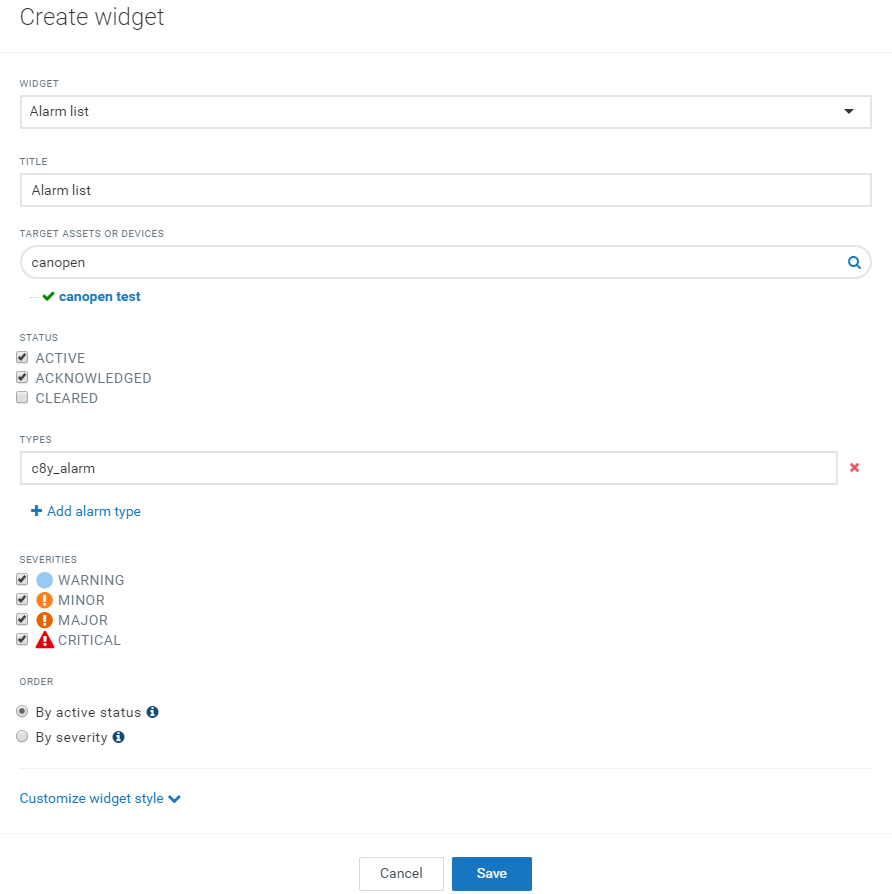 Create widget
WIDGET
Alarm list
TITLE
Alarm list
TARGET ASSETS OR DEVICES
canopen
canopen test
STATUS
ACTIVE
ACKNOWLEDGED
CLEARED
TYPES
c8y_alarm
Add alarm type
SEVERITIES
WARNING
MINOR
MAJOR
CRITICAL
ORDER
By active status
By severity
Customize widget style
Cancel Save